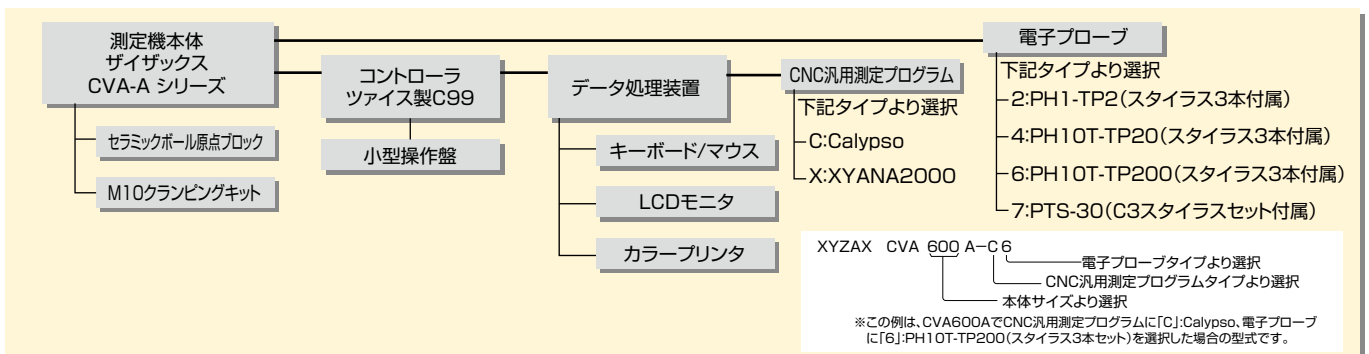 測定機本体
ザイザックス
CVA-A シリーズ
セラミックボール原点ブロック
M10クランピングキット
コントローラ
ツァイス製C99
小型操作盤
データ処理装置
キーボード/マウス
LCDモニタ
カラープリンタ
CNC汎用測定プログラム
下記タイプより選択
C:Calypso
X:XYANA2000
電子プローブ
下記タイプより選択
2:PH1-TP2(スタイラス3本付属)
4:PH10T-TP20(スタイラス3本付属)
6:PH10T-TP200(スタイラス3本付属)
7:PTS-30(C3スタイラスセット付属)
XYZAX CVA 600 A-C 6
電子プローブタイプより選択
CNC汎用測定プログラムタイプより選択
本体サイズより選択
※この例は、CVA600AでCNC汎用測定プログラムに「C」:Calypso、電子プローブ
に「6」:PH10T-TP200(スタイラス3本セット)を選択した場合の型式です。